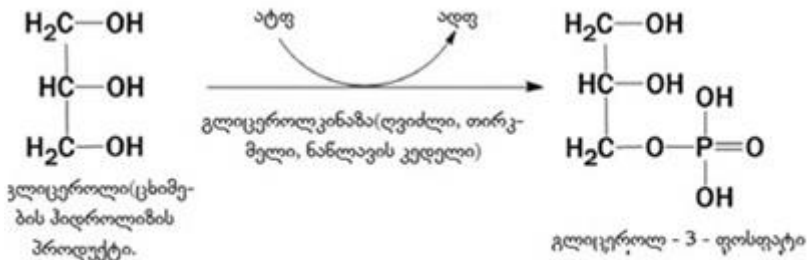 H₂C—OH
HC—OH
H₂C—OH
გლიცეროლი(ცხიმე-
ბის ჰიდროლიზის
პროდუქტი.
ატფ
ადფ
გლიცეროლკინაზა(ღვიძლი, თირკ-
მელი, ნაწლავის კედელი)
H₂C—OH
HC—OH
OH
H₂C—O—P=O
OH
გლიცეროლ - 3 - ფოსფატი